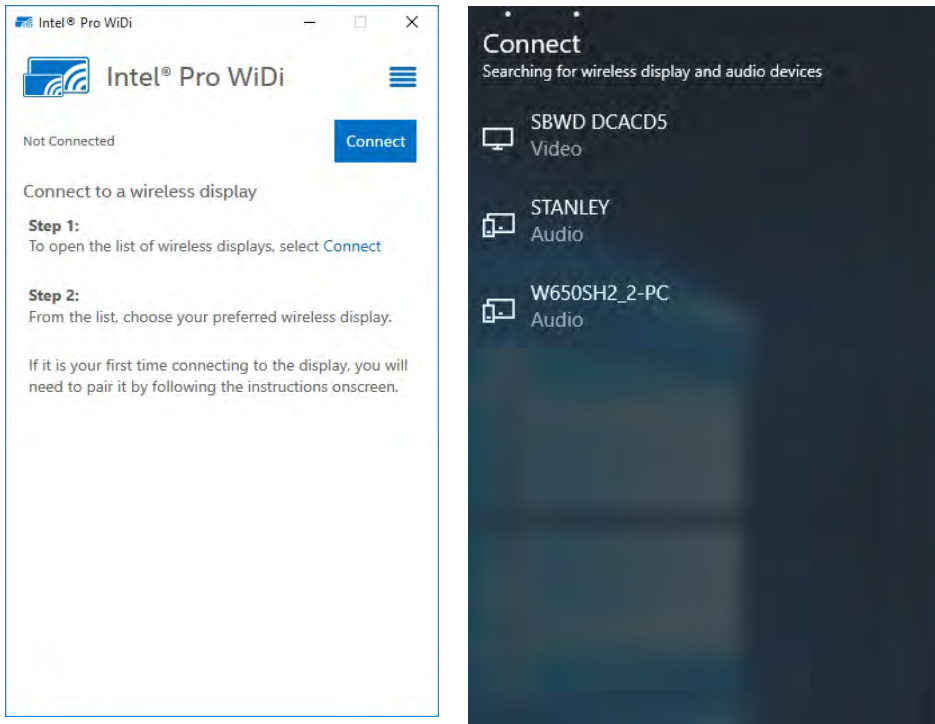 Intel® Pro WiDi
Intel® Pro WiDi
Not Connected
Connect
Connect to a wireless display
Step 1:
To open the list of wireless displays, select Connect
Step 2:
From the list, choose your preferred wireless display.
If it is your first time connecting to the display, you will
need to pair it by following the instructions onscreen.
Connect
Searching for wireless display and audio devices
SBWD DCACD5
Video
STANLEY
Audio
W650SH2_2-PC
Audio